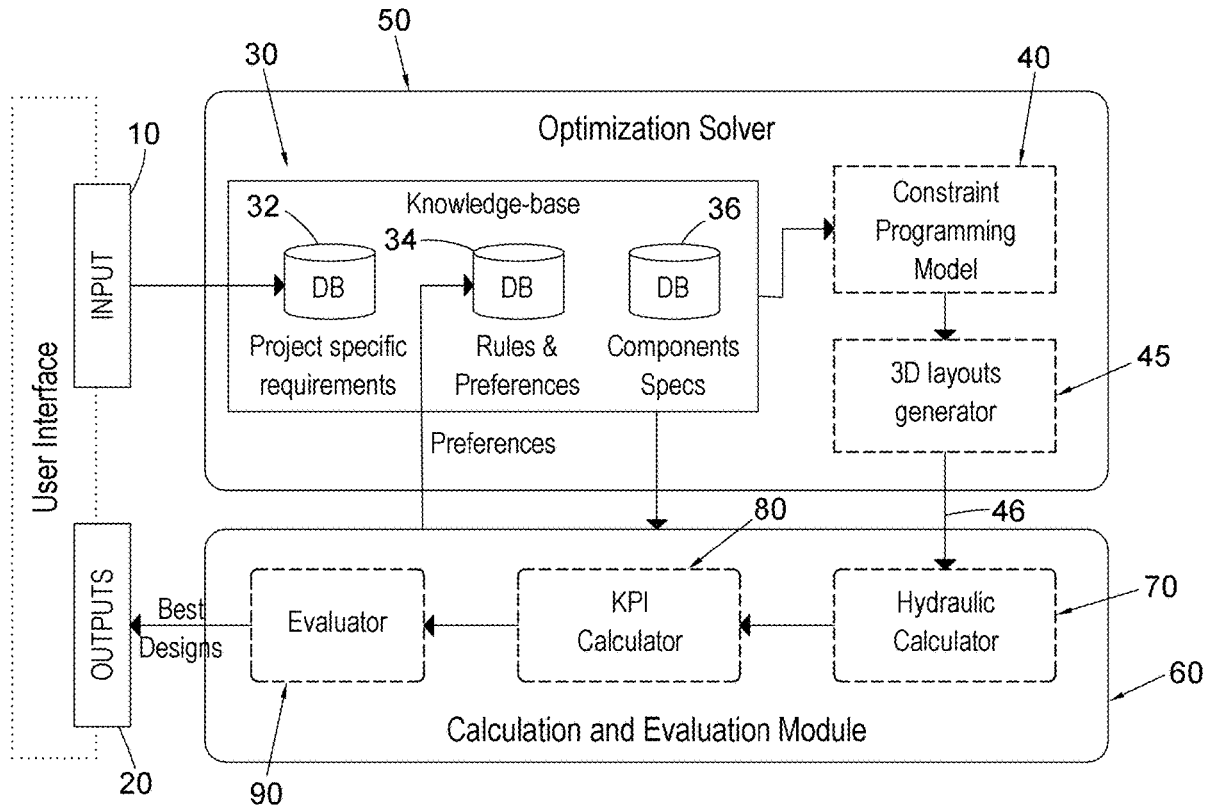 50
30
40
Optimization Solver
10
Knowledge-base
32
34
36
Constraint
Programming
Model
INPUT
DB
DB
DB
Project specific
requirements
Rules &
Preferences
Components
Specs
3D layouts
generator
45
User Interface
Preferences
46
80
OUTPUTS
Best
Designs
Evaluator
KPI
Calculator
Hydraulic
Calculator
70
60
Calculation and Evaluation Module
20
90